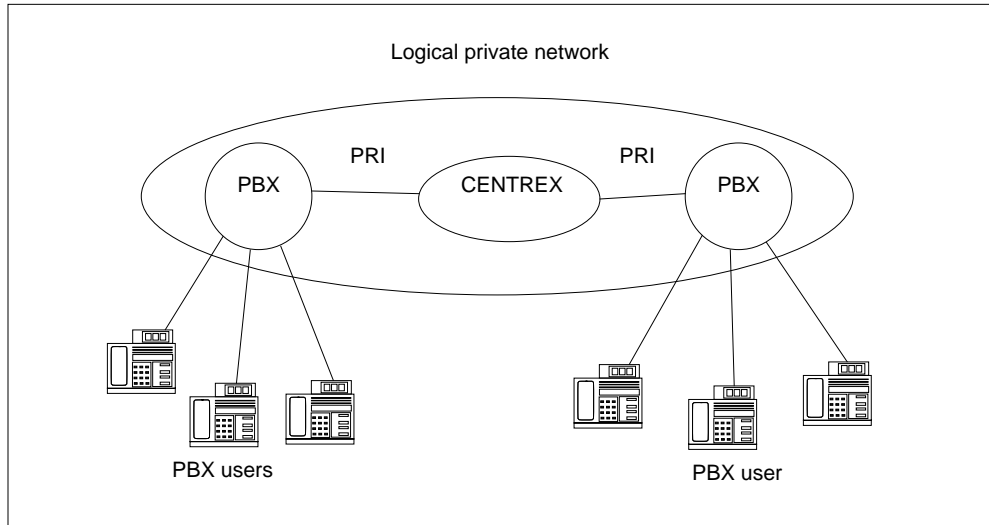 Logical private network
PRI
PRI
PBX
CENTREX
PBX
PBX users
PBX user